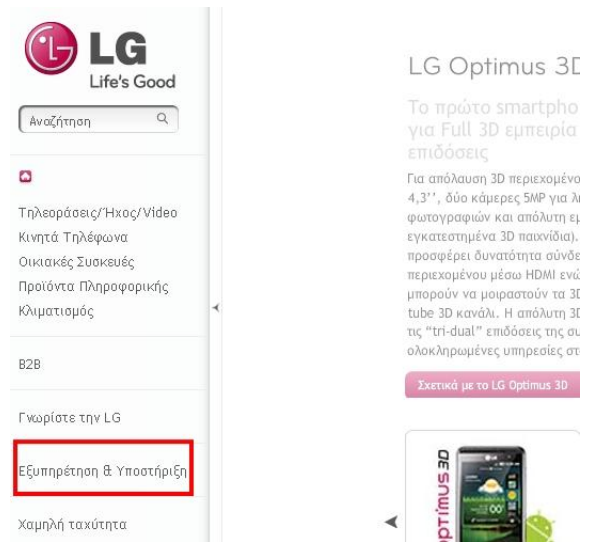 LG
Life's Good
Αναζήτηση
Τηλεοράσεις/Ήχος/Video
Κινητά Τηλέφωνα
Οικιακές Συσκευές
Προϊόντα Πληροφορικής
Κλιματισμός
B2B
Γνωρίστε την LG
Εξυπηρέτηση & Υποστήριξη
Χαμηλή ταχύτητα
LG Optimus 3D
Το πρώτο smartpho
για Full 3D εμπειρία
επιδόσεις
Για απόλαυση 3D περιεχομένο
4,3'', δύο κάμερες 5MP για λ
φωτογραφιών και απόλυτη εμ
εγκατεστημένα 3D παιχνίδια).
προσφέρει δυνατότητα σύνδε
περιεχομένου μέσω HDMI ενώ
μπορούν να μοιραστούν τα 3D
tube 3D κανάλι. Η απόλυτη 3D
τις “tri-dual” επιδόσεις της συ
ολοκληρωμένες υπηρεσίες στ
Σχετικά με το LG Optimus 3D
optimus 3D